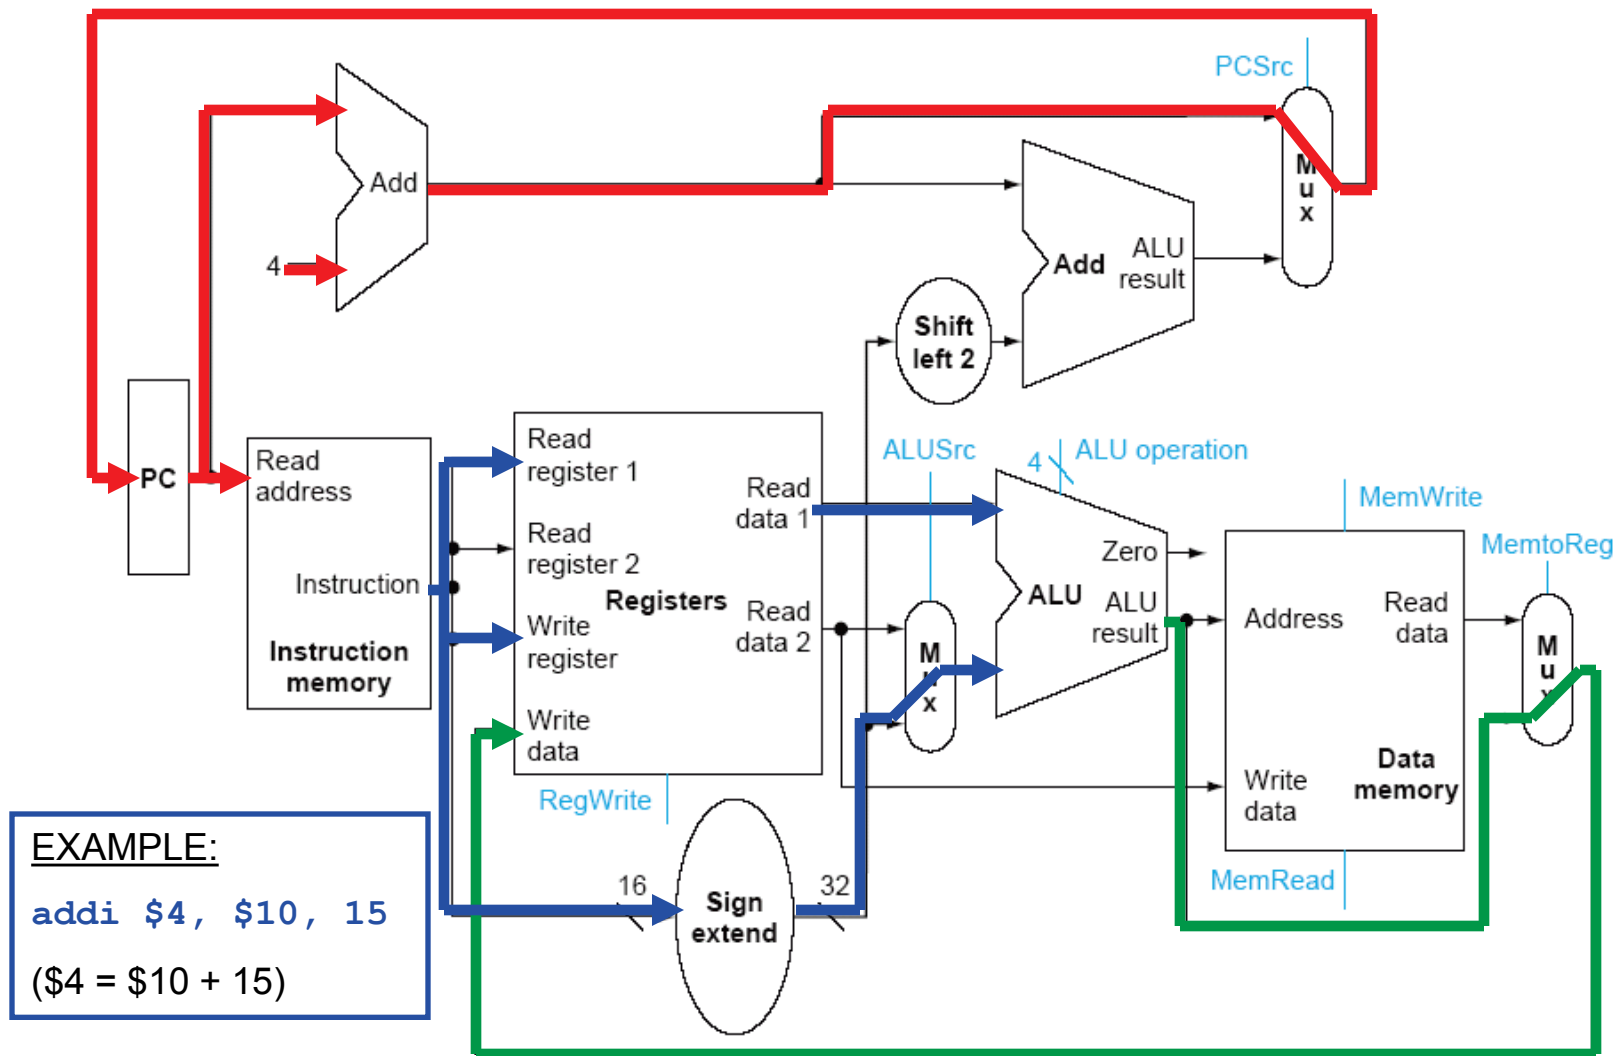 PCSrc
Add
4
M
u
x
Add
ALU
result
Shift
left 2
PC
Read
address
Instruction
Instruction
memory
Read
register 1
Read
register 2
Registers
Write
register
Write
data
Read
data 1
Read
data 2
RegWrite
ALUSrc
M
u
x
4
ALU operation
Zero
ALU
ALU
result
MemWrite
MemtoReg
Address
Read
data
Write
data
Data
memory
MemRead
M
u
x
16
Sign
extend
32
EXAMPLE:
addi $4, $10, 15
($4 = $10 + 15)